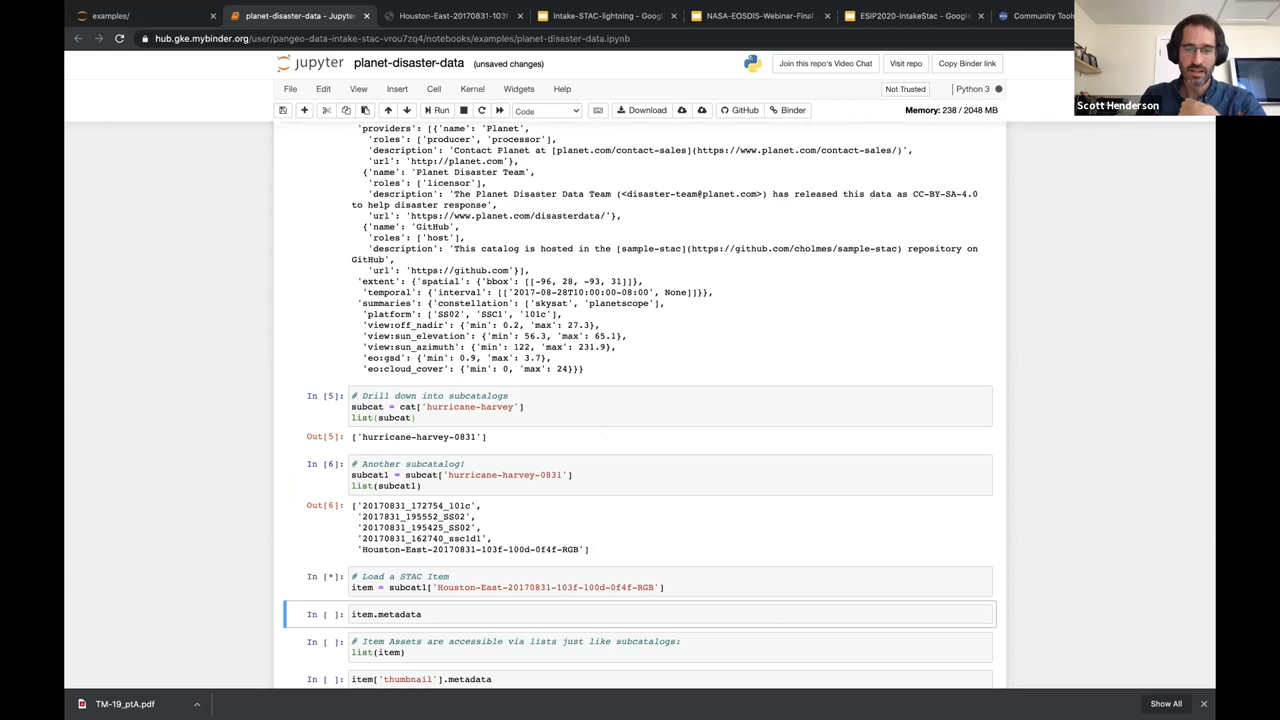 examples/
planet-disaster-data - Jupyter
Houston-East-20170831-103f-10
Intake-STAC-lightning - Googl
NASA-EOSDIS-Webinar-Final
ESIP2020-IntakeStac - Google
Community Tools
hub.gke.mybinder.org/user/pangeo-data-intake-stac-vrou7zq4/notebooks/examples/planet-disaster-data.ipynb
jupyter planet-disaster-data (unsaved changes)
Join this repo's Video Chat Visit repo Copy Binder link
File Edit View Insert Cell Kernel Widgets Help Not Trusted Python 3
Run Code Download GitHub Binder Memory: 238 / 2048 MB
Scott Henderson
'providers': [{'name': 'Planet',
'roles': ['producer', 'processor'],
'description': 'Contact Planet at [planet.com/contact-sales](https://www.planet.com/contact-sales/)',
'url': 'http://planet.com'},
{'name': 'Planet Disaster Team',
'roles': ['licensor'],
'description': 'The Planet Disaster Data Team (<disaster-team@planet.com>) has released this data as CC-BY-SA-4.0
to help disaster response',
'url': 'https://www.planet.com/disasterdata/'},
{'name': 'GitHub',
'roles': ['host'],
'description': 'This catalog is hosted in the [sample-stac](https://github.com/cholmes/sample-stac) repository on
GitHub',
'url': 'https://github.com'}],
'extent': {'spatial': {'bbox': [[-96, 28, -93, 31]]},
'temporal': {'interval': [['2017-08-28T10:00:00-08:00', None]]}},
'summaries': {'constellation': ['skysat', 'planetscope'],
'platform': ['SS02', 'SSC1', '101c'],
'view:off_nadir': {'min': 0.2, 'max': 27.3},
'view:sun_elevation': {'min': 56.3, 'max': 65.1},
'view:sun_azimuth': {'min': 122, 'max': 231.9},
'eo:gsd': {'min': 0.9, 'max': 3.7},
'eo:cloud_cover': {'min': 0, 'max': 24}}}
In [5]: # Drill down into subcatalogs
subcat = cat['hurricane-harvey']
list(subcat)
Out[5]: ['hurricane-harvey-0831']
In [6]: # Another subcatalog!
subcat1 = subcat['hurricane-harvey-0831']
list(subcat1)
Out[6]: ['20170831_172754_101c',
'2017831_195552_SS02',
'20170831_195425_SS02',
'20170831_162740_ssc1d1',
'Houston-East-20170831-103f-100d-0f4f-RGB']
In [*]: # Load a STAC Item
item = subcat1['Houston-East-20170831-103f-100d-0f4f-RGB']
In [ ]: item.metadata
In [ ]: # Item Assets are accessible via lists just like subcatalogs:
list(item)
In [ ]: item['thumbnail'].metadata
TM-19_ptA.pdf
Show All